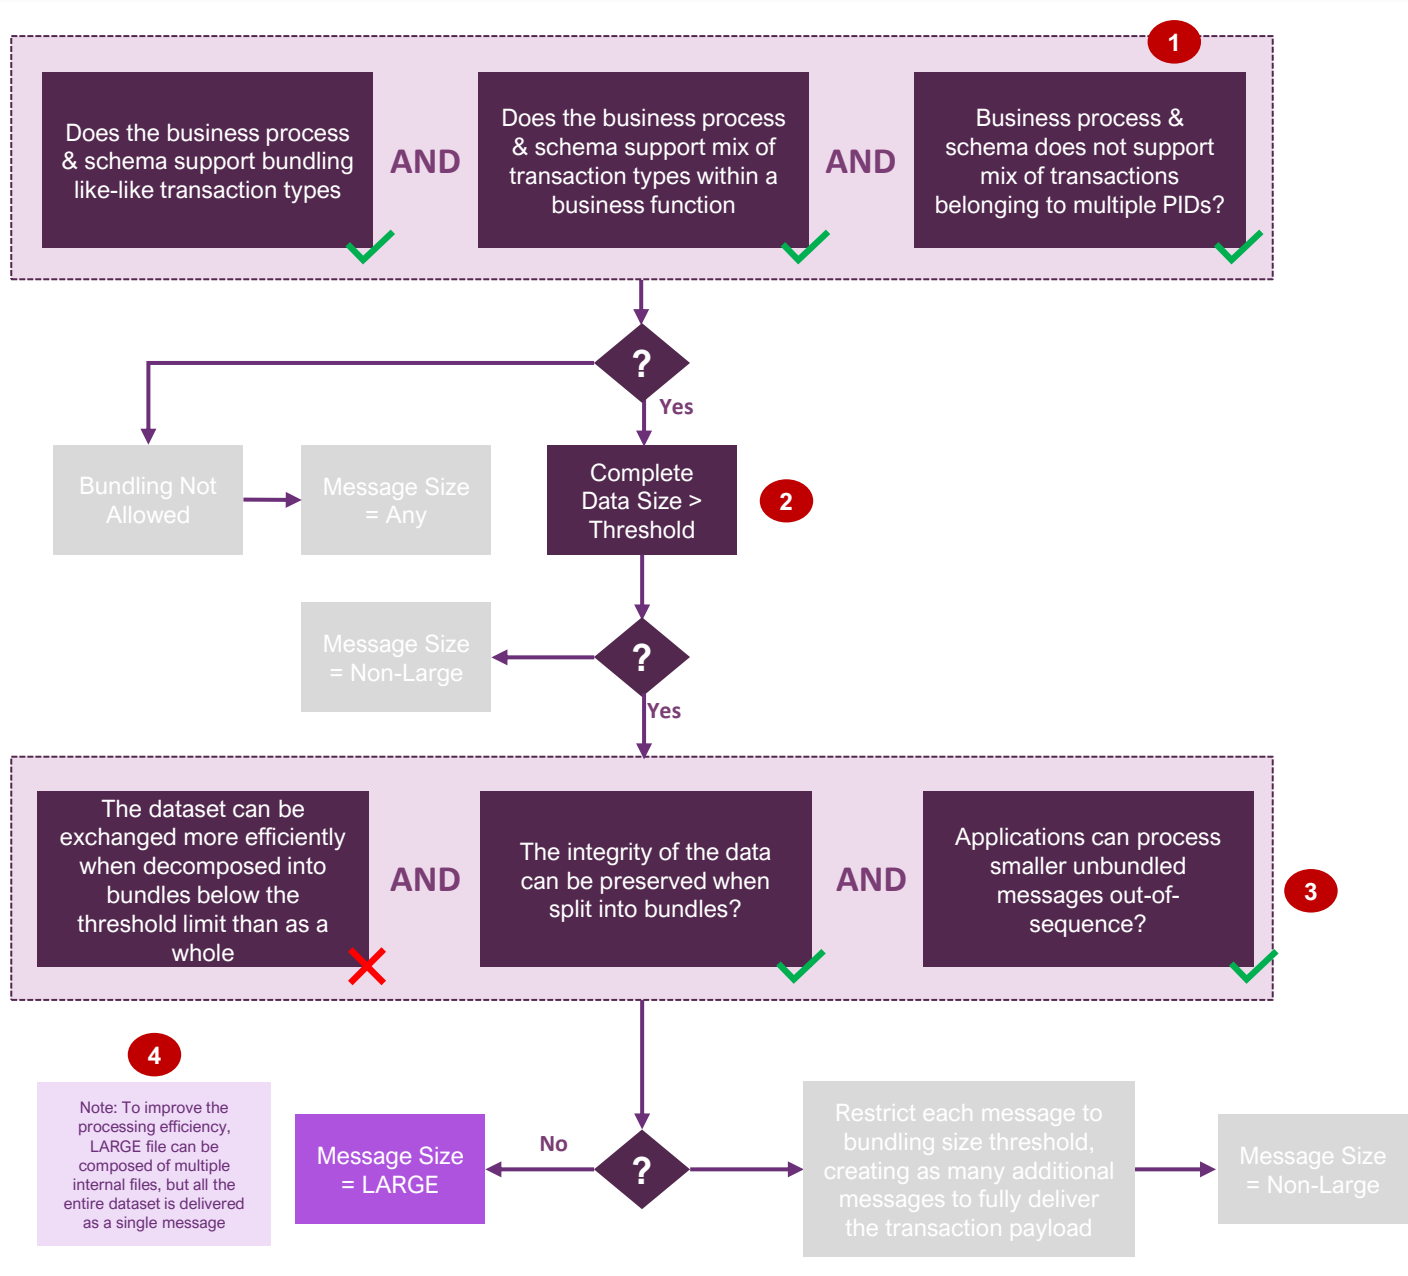 1
Does the business process
& schema support bundling
like-like transaction types
AND
Does the business process
& schema support mix of
transaction types within a
business function
AND
Business process &
schema does not support
mix of transactions
belonging to multiple PIDs?
?
Yes
Bundling Not
Allowed
Message Size
= Any
Complete
Data Size >
Threshold
2
Message Size
= Non-Large
?
Yes
The dataset can be
exchanged more efficiently
when decomposed into
bundles below the
threshold limit than as a
whole
AND
The integrity of the data
can be preserved when
split into bundles?
AND
Applications can process
smaller unbundled
messages out-of-
sequence?
3
4
Note: To improve the
processing efficiency,
LARGE file can be
composed of multiple
internal files, but all the
entire dataset is delivered
as a single message
Message Size
= LARGE
No
?
Restrict each message to
bundling size threshold,
creating as many additional
messages to fully deliver
the transaction payload
Message Size
= Non-Large